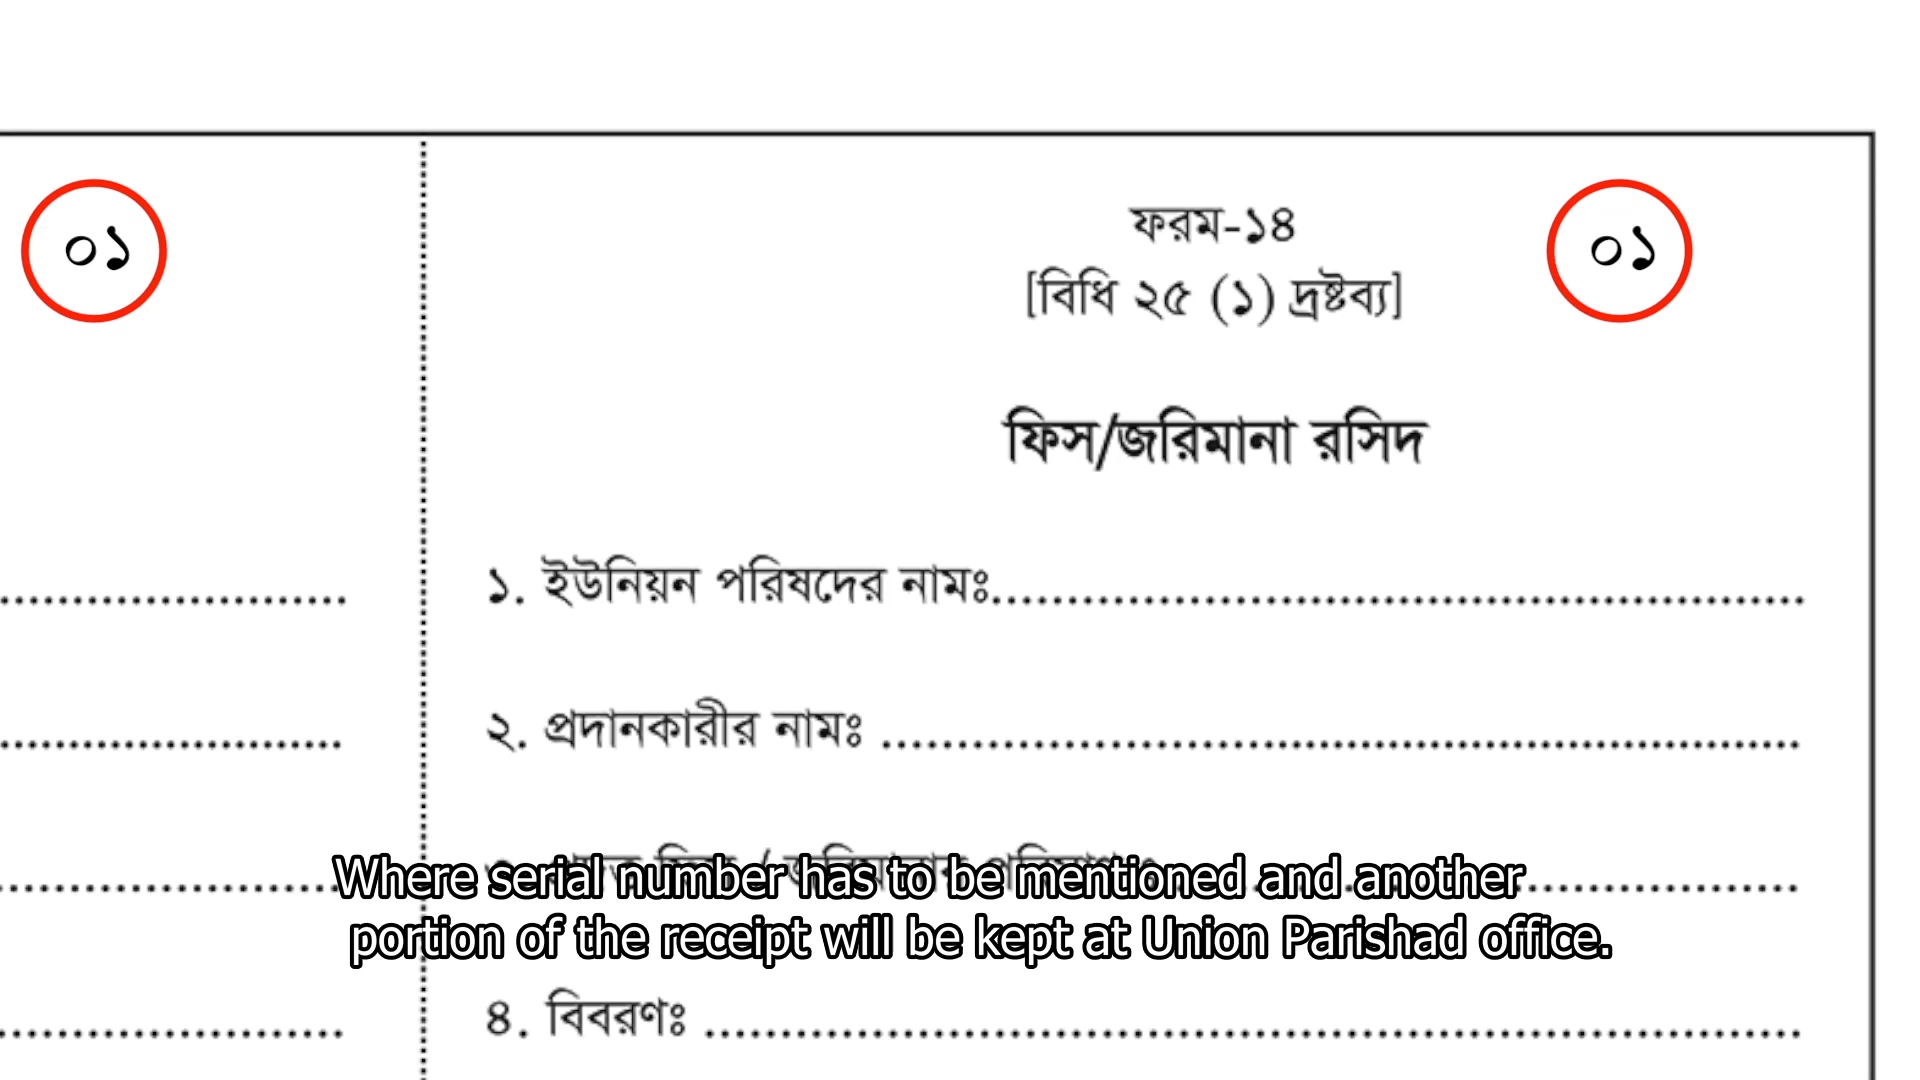 ০১
ফরম-১৪
০১
[বিধি ২৫ (১) দ্রষ্টব্য]
ফিস/জরিমানা রসিদ
১. ইউনিয়ন পরিষদের নামঃ
২. প্রদানকারীর নামঃ
Where serial number has to be mentioned and another
portion of the receipt will be kept at Union Parishad office.
৪. বিবরণঃ